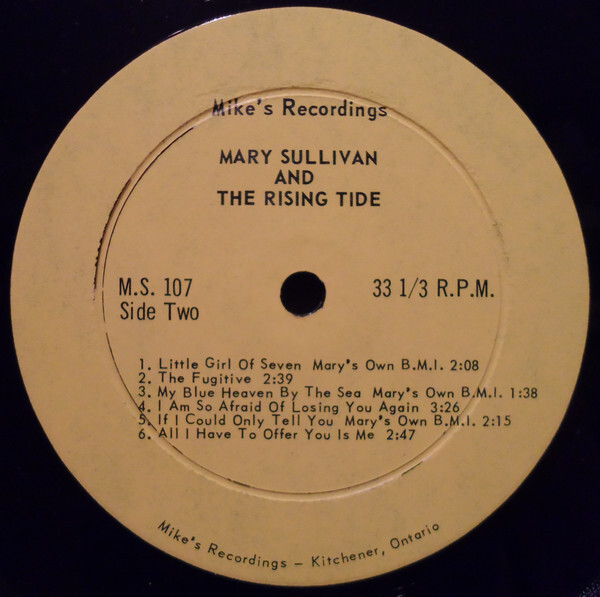 Mike's Recordings
MARY SULLIVAN
AND
THE RISING TIDE
M.S. 107
Side Two
33 1/3 R.P.M.
1. Little Girl Of Seven Mary's Own B.M.I. 2:08
2. The Fugitive 2:39
3. My Blue Heaven By The Sea Mary's Own B.M.I. 1:38
4. I Am So Afraid Of Losing You Again 3:26
5. If I Could Only Tell You Mary's Own B.M.I. 2:15
6. All I Have To Offer You Is Me 2:47
Mike's Recordings – Kitchener, Ontario